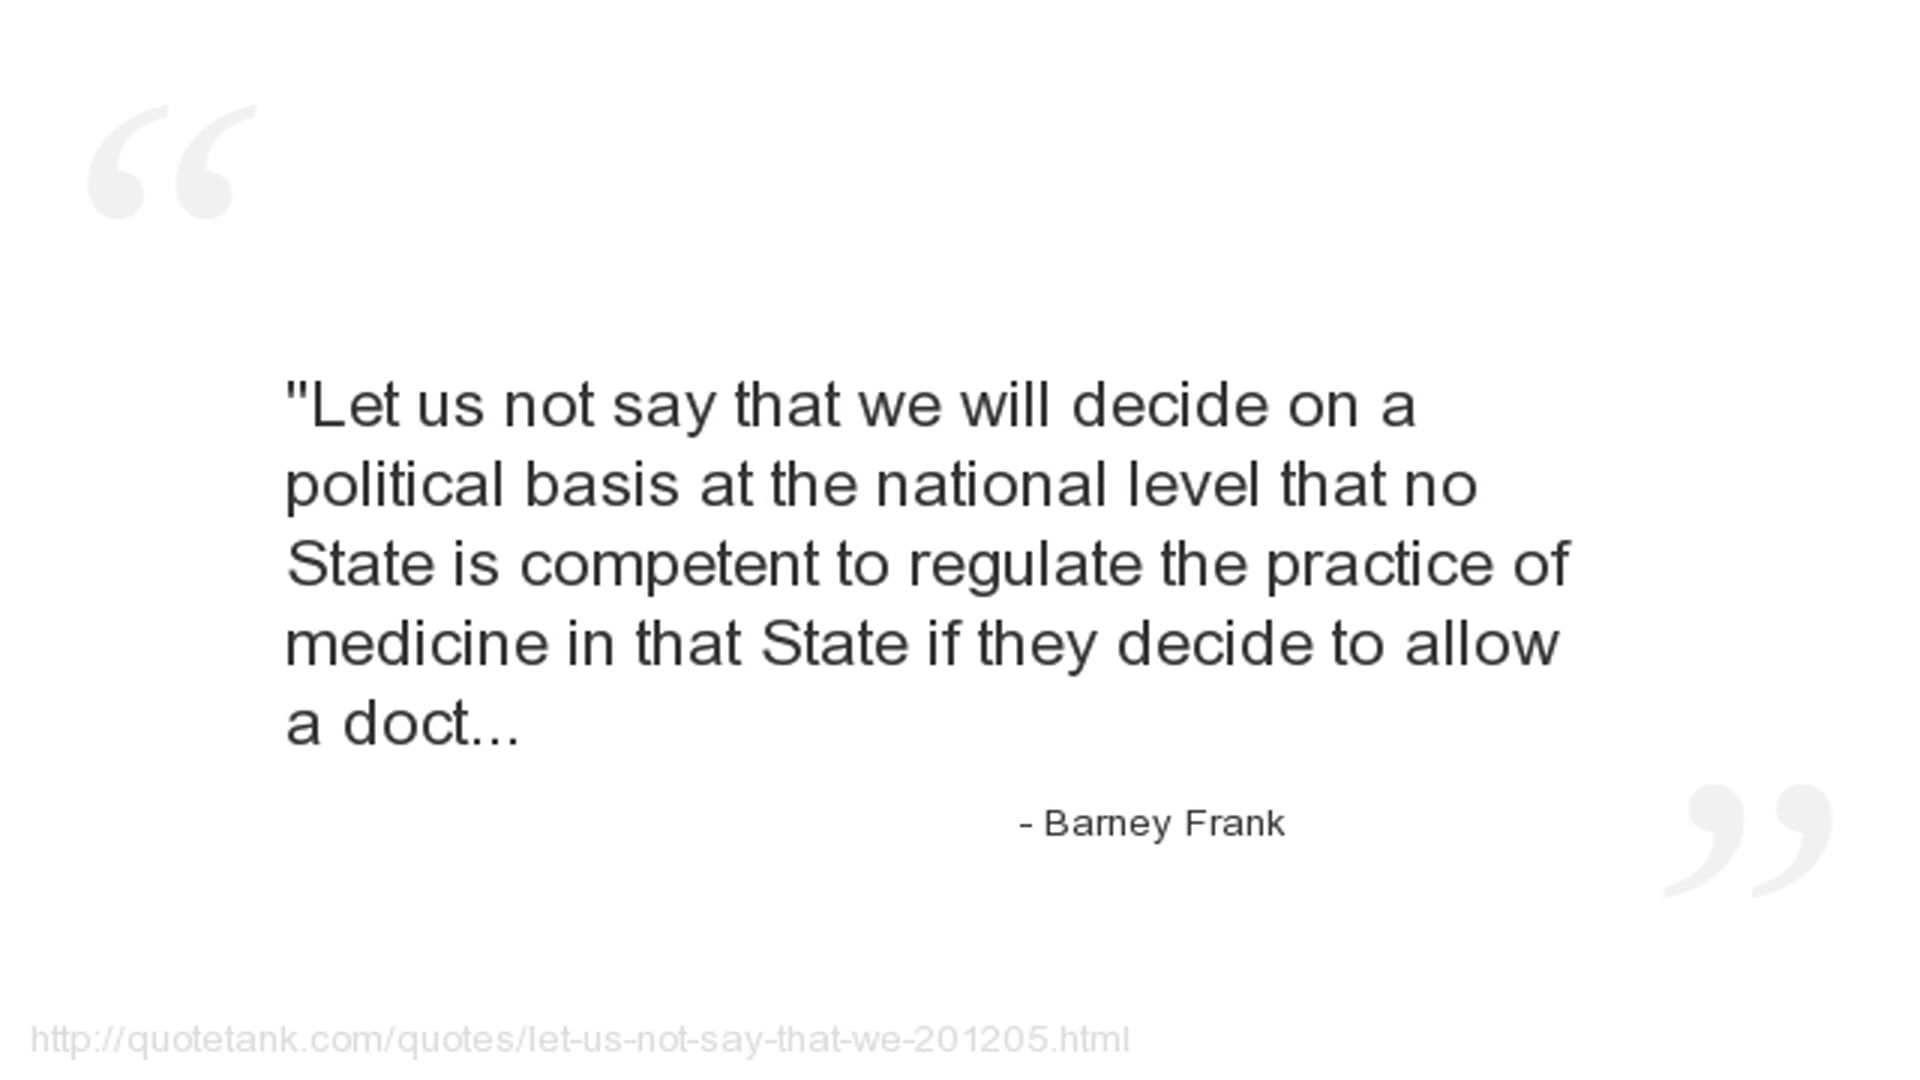 "Let us not say that we will decide on a
political basis at the national level that no
State is competent to regulate the practice of
medicine in that State if they decide to allow
a doct...
- Barney Frank
http://quotetank.com/quotes/let-us-not-say-that-we-201205.html